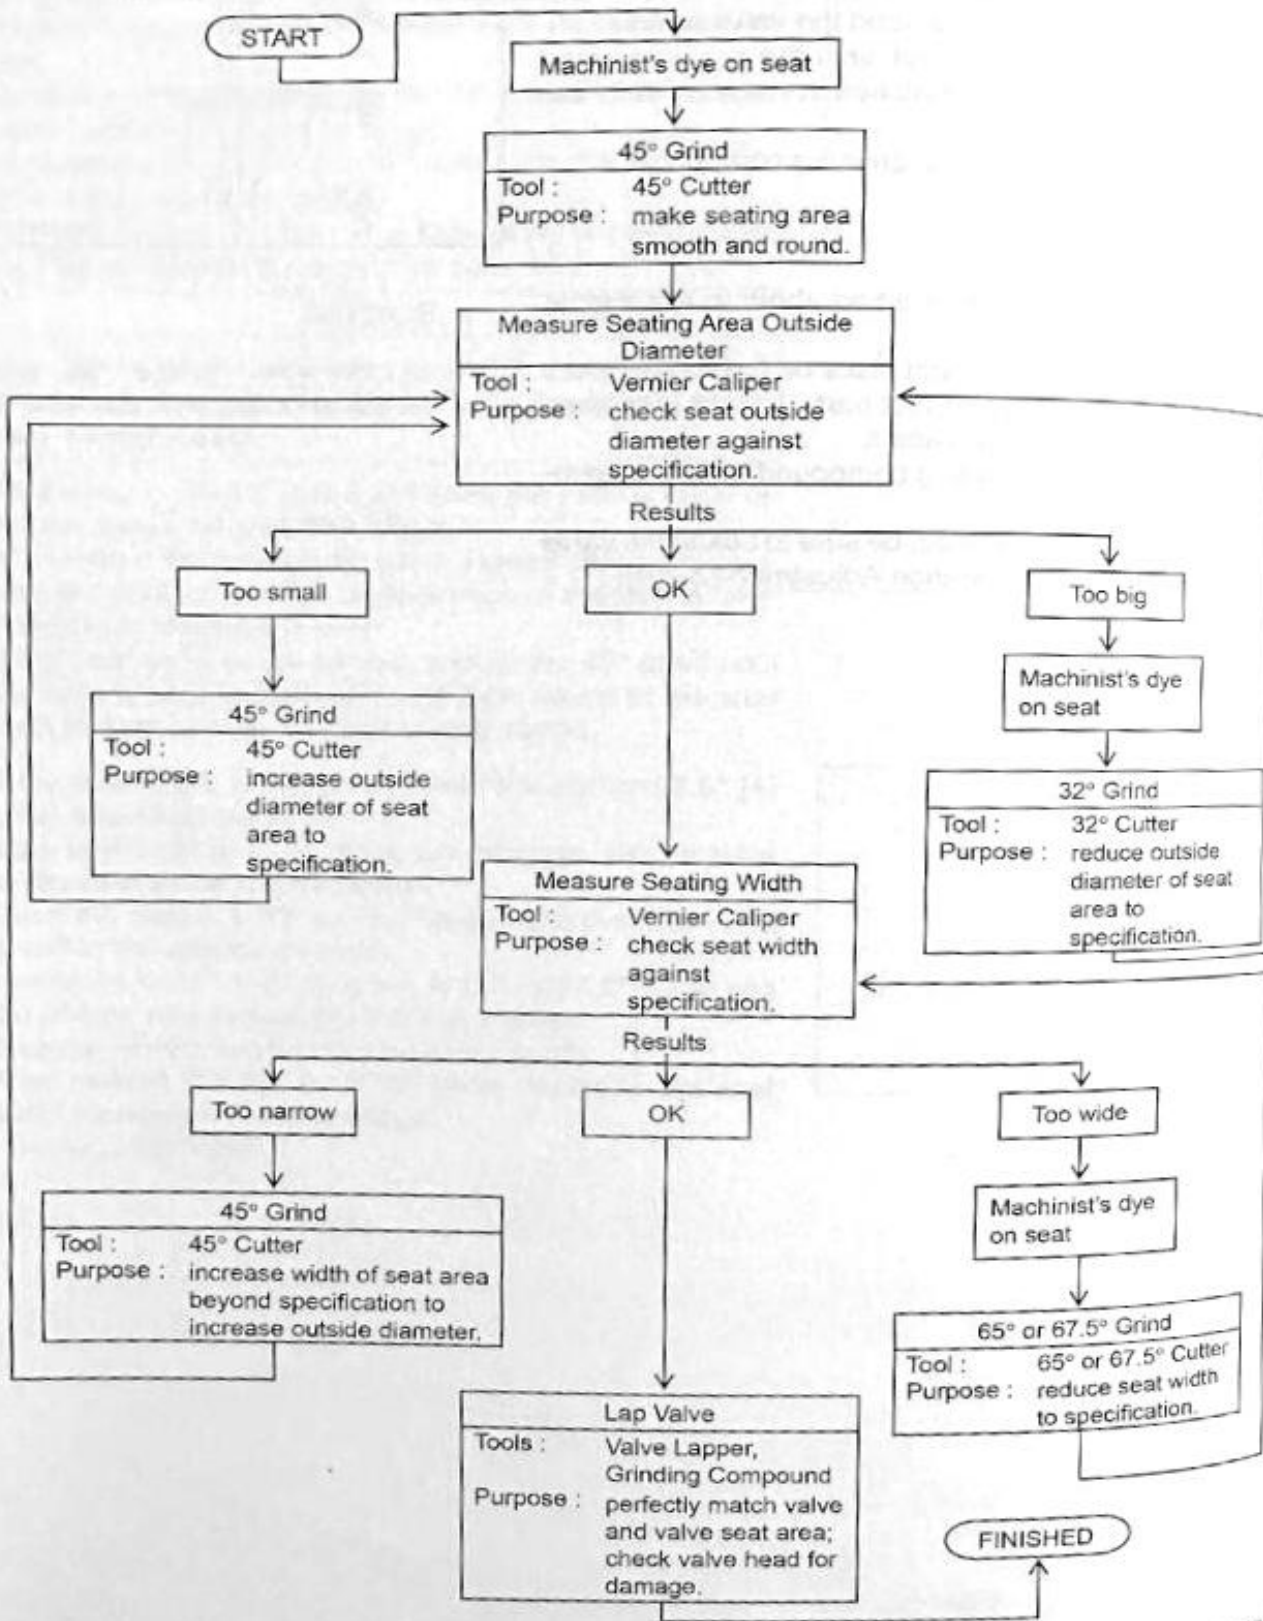 START
Machinist's dye on seat
45° Grind
Tool : 45° Cutter
Purpose : make seating area
smooth and round.
Measure Seating Area Outside
Diameter
Tool : Vernier Caliper
Purpose : check seat outside
diameter against
specification.
Results
Too small
OK
Too big
Machinist's dye
on seat
45° Grind
Tool : 45° Cutter
Purpose : increase outside
diameter of seat
area to
specification.
32° Grind
Tool : 32° Cutter
Purpose : reduce outside
diameter of seat
area to
specification.
Measure Seating Width
Tool : Vernier Caliper
Purpose : check seat width
against
specification.
Results
Too narrow
OK
Too wide
Machinist's dye
on seat
45° Grind
Tool : 45° Cutter
Purpose : increase width of seat area
beyond specification to
increase outside diameter.
65° or 67.5° Grind
Tool : 65° or 67.5° Cutter
Purpose : reduce seat width
to specification.
Lap Valve
Tools : Valve Lapper,
Grinding Compound
Purpose : perfectly match valve
and valve seat area;
check valve head for
damage.
FINISHED